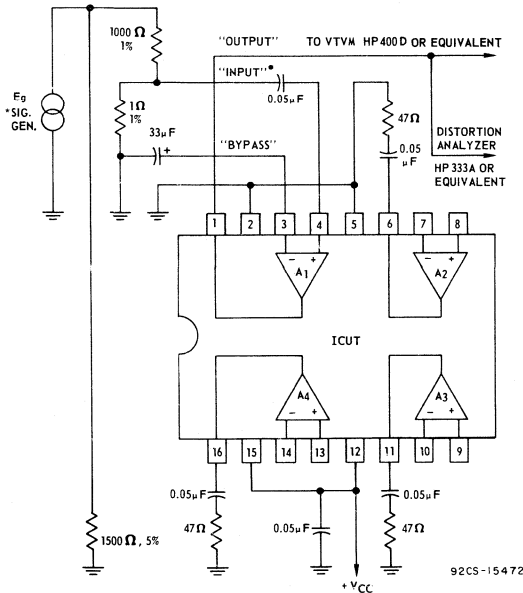 1000 Ω
1%
"OUTPUT"
TO VTVM HP 400 D OR EQUIVALENT
"INPUT"*
0.05μF
Eg
*SIG.
GEN.
1Ω
1%
33μF
+
"BYPASS"
47Ω
0.05
μF
DISTORTION
ANALYZER
HP 333A OR
EQUIVALENT
1 2 3 4 5 6 7 8
− + A1
− + A2
ICUT
A4 − +
A3 − +
16 15 14 13 12 11 10 9
0.05μF
47Ω
0.05μF
0.05μF
47Ω
1500 Ω, 5%
+VCC
92CS-15472